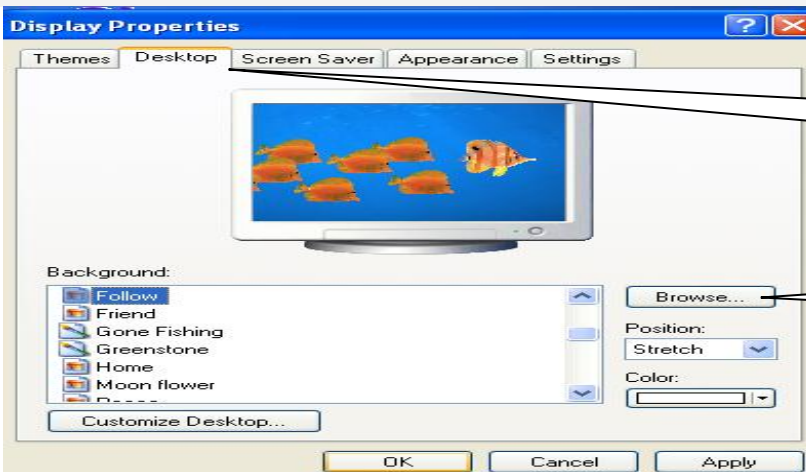 Display Properties
Themes Desktop Screen Saver Appearance Settings
Background:
Follow
Friend
Gone Fishing
Greenstone
Home
Moon flower
Browse...
Position:
Stretch
Color:
Customize Desktop...
OK Cancel Apply